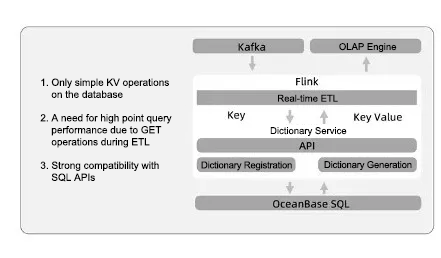 1. Only simple KV operations
on the database
2. A need for high point query
performance due to GET
operations during ETL
3. Strong compatibility with
SQL APIs
Kafka
OLAP Engine
Flink
Real-time ETL
Key
Key Value
Dictionary Service
API
Dictionary Registration
Dictionary Generation
OceanBase SQL